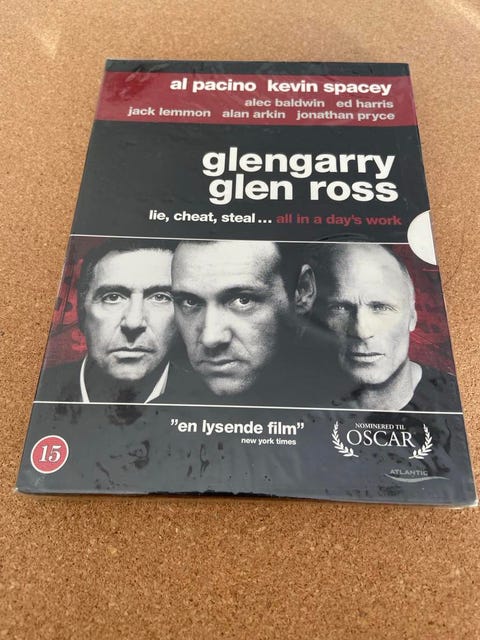 al pacino kevin spacey
alec baldwin ed harris
jack lemmon alan arkin jonathan pryce
glengarry
glen ross
lie, cheat, steal... all in a day's work
”en lysende film”
new york times
NOMINERED TIL
OSCAR
15
ATLANTIC